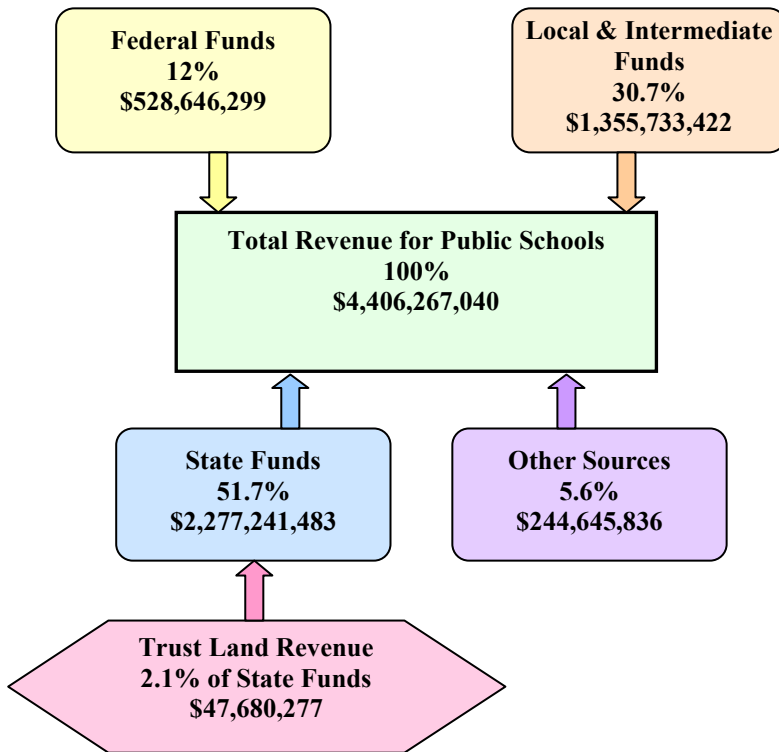 Federal Funds
12%
$528,646,299
Local & Intermediate
Funds
30.7%
$1,355,733,422
Total Revenue for Public Schools
100%
$4,406,267,040
State Funds
51.7%
$2,277,241,483
Other Sources
5.6%
$244,645,836
Trust Land Revenue
2.1% of State Funds
$47,680,277